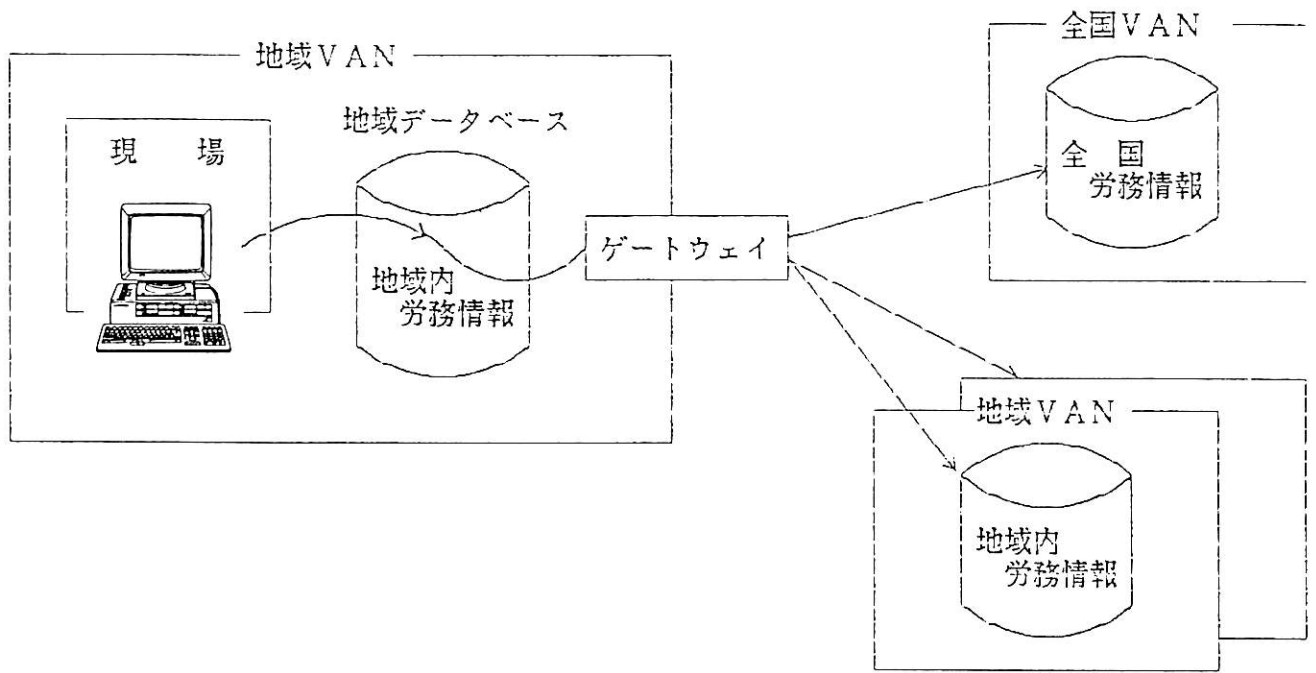 地域ＶＡＮ
現　場
地域データベース
地域内
労務情報
ゲートウェイ
全国ＶＡＮ
全　国
労務情報
地域ＶＡＮ
地域内
労務情報